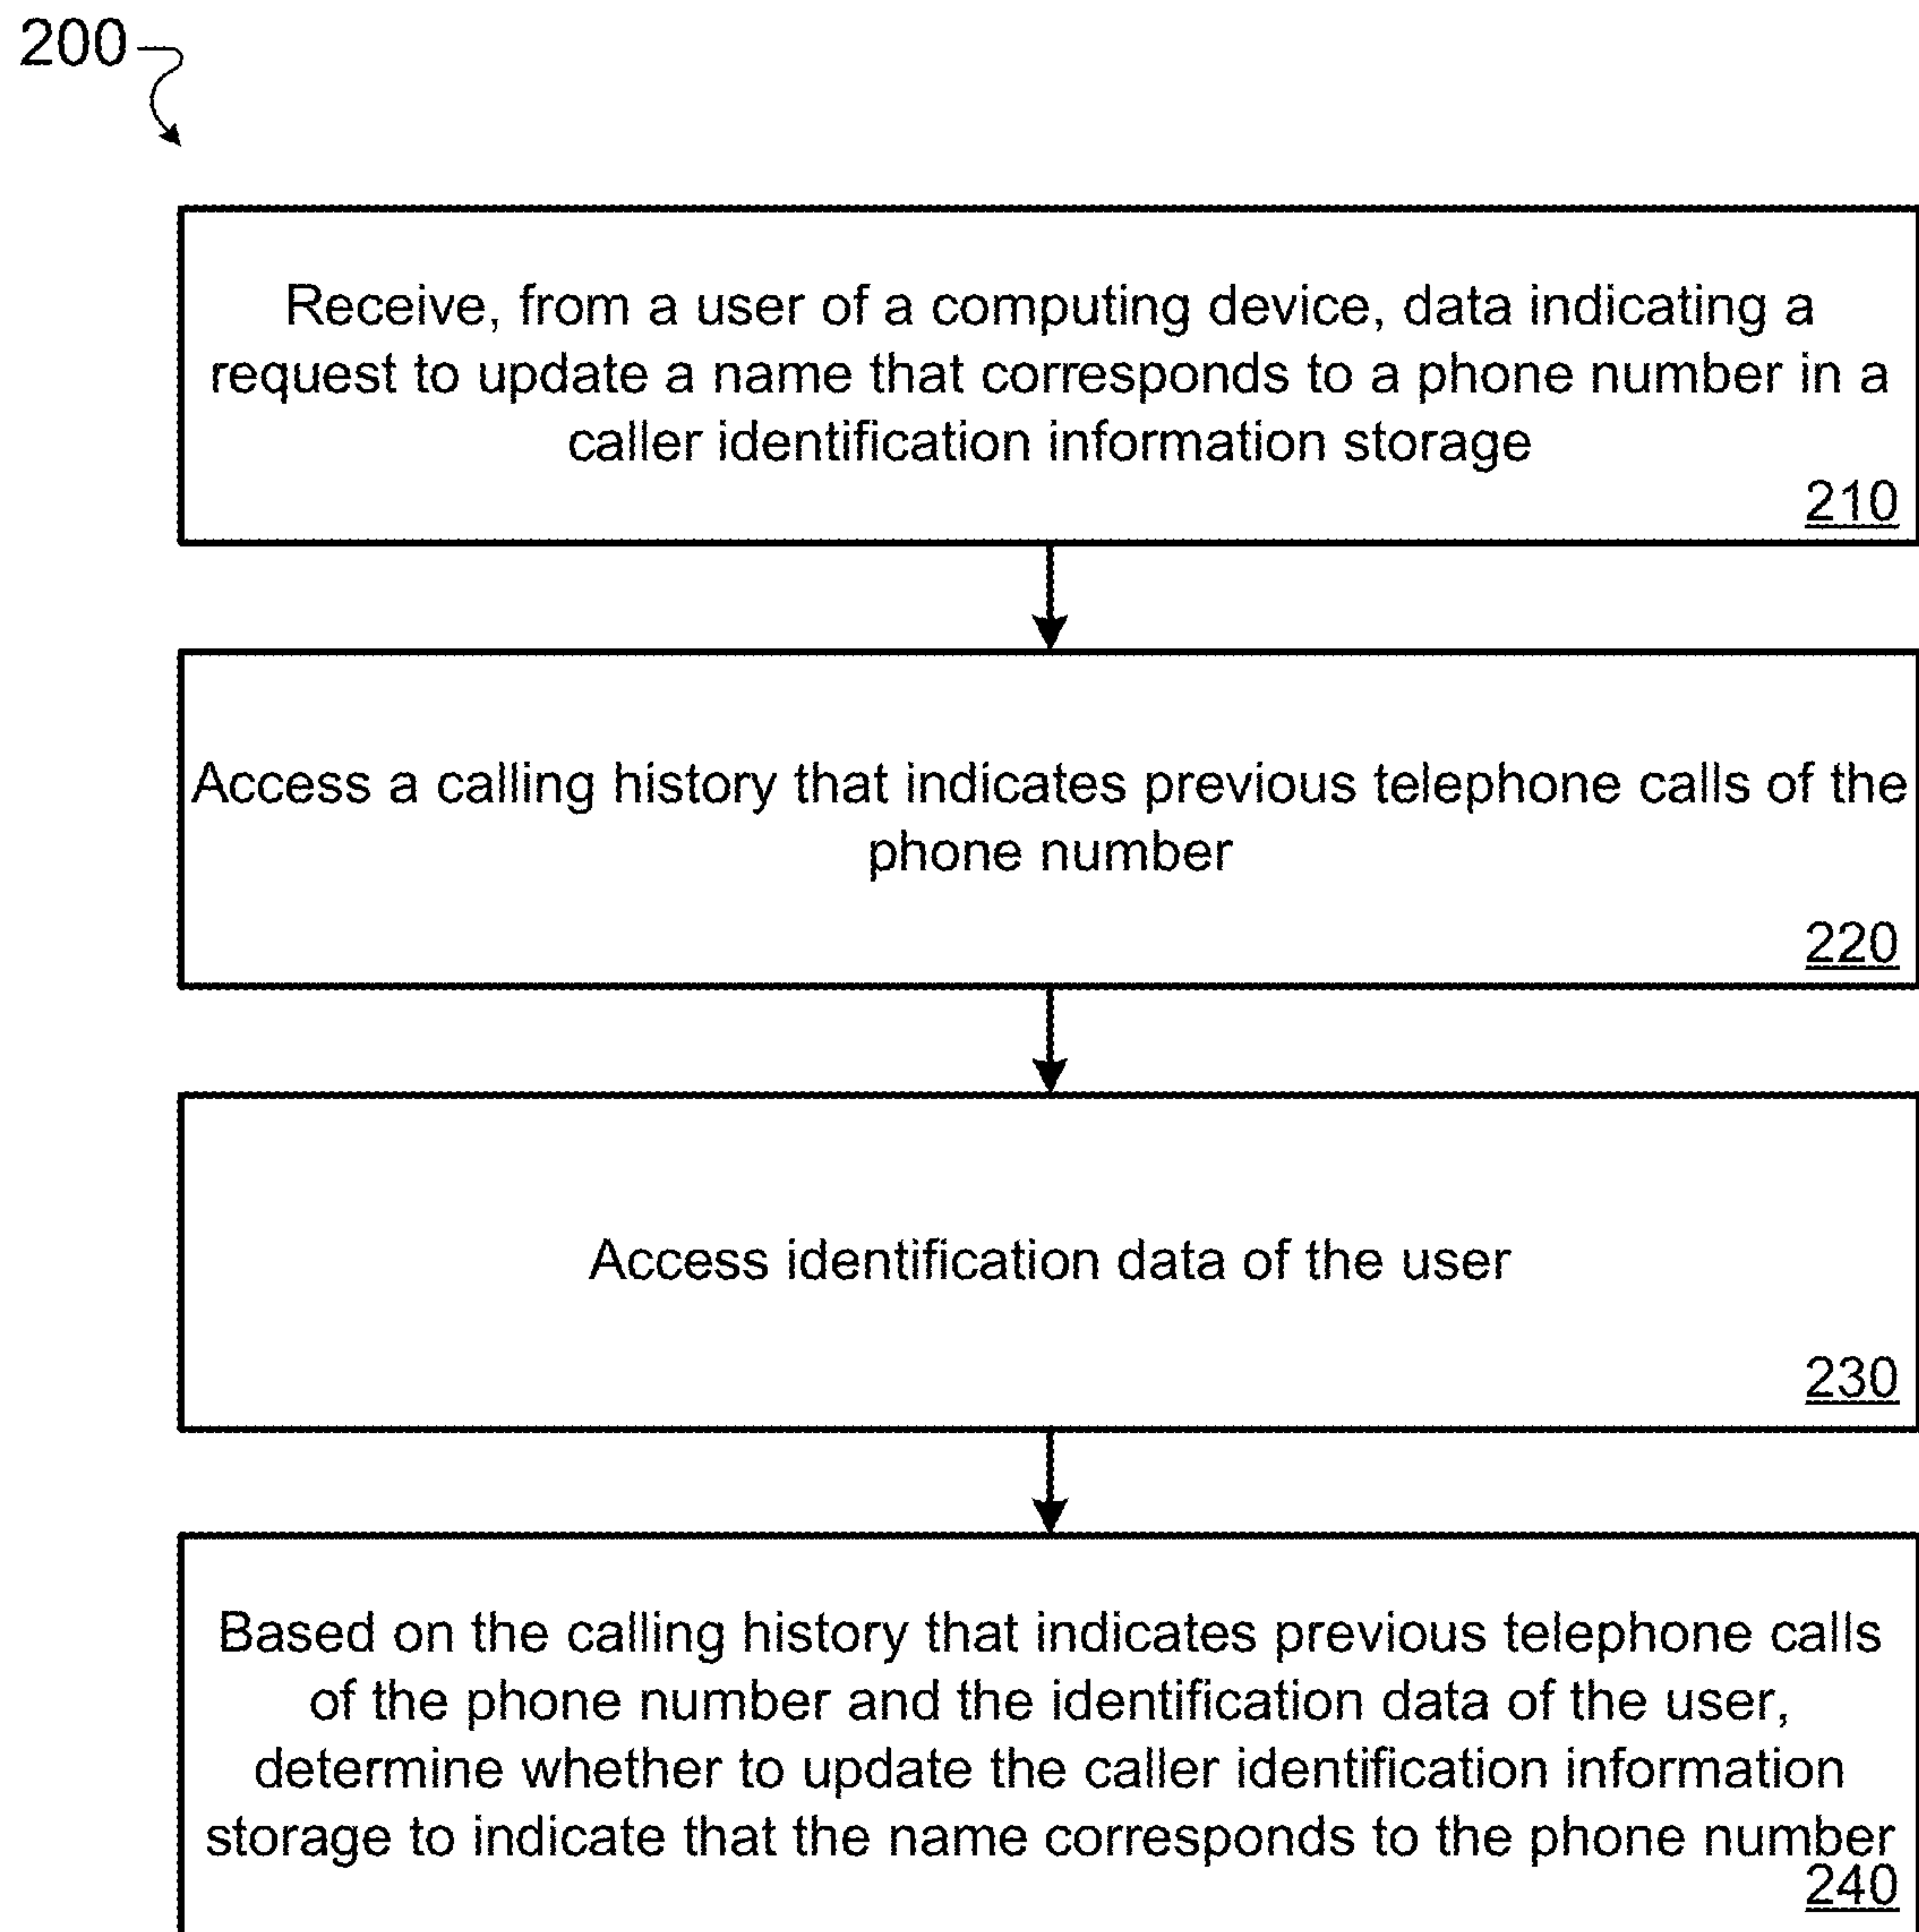 200
Receive, from a user of a computing device, data indicating a
request to update a name that corresponds to a phone number in a
caller identification information storage
210
Access a calling history that indicates previous telephone calls of the
phone number
220
Access identification data of the user
230
Based on the calling history that indicates previous telephone calls
of the phone number and the identification data of the user,
determine whether to update the caller identification information
storage to indicate that the name corresponds to the phone number
240